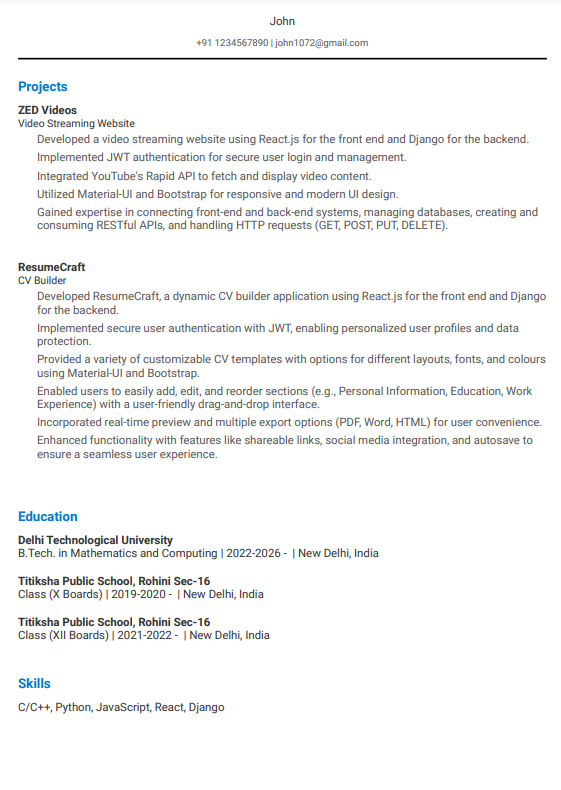 John
+91 1234567890 | john1072@gmail.com
Projects
ZED Videos
Video Streaming Website
Developed a video streaming website using React.js for the front end and Django for the backend.
Implemented JWT authentication for secure user login and management.
Integrated YouTube's Rapid API to fetch and display video content.
Utilized Material-UI and Bootstrap for responsive and modern UI design.
Gained expertise in connecting front-end and back-end systems, managing databases, creating and
consuming RESTful APIs, and handling HTTP requests (GET, POST, PUT, DELETE).
ResumeCraft
CV Builder
Developed ResumeCraft, a dynamic CV builder application using React.js for the front end and Django
for the backend.
Implemented secure user authentication with JWT, enabling personalized user profiles and data
protection.
Provided a variety of customizable CV templates with options for different layouts, fonts, and colours
using Material-UI and Bootstrap.
Enabled users to easily add, edit, and reorder sections (e.g., Personal Information, Education, Work
Experience) with a user-friendly drag-and-drop interface.
Incorporated real-time preview and multiple export options (PDF, Word, HTML) for user convenience.
Enhanced functionality with features like shareable links, social media integration, and autosave to
ensure a seamless user experience.
Education
Delhi Technological University
B.Tech. in Mathematics and Computing | 2022-2026 - | New Delhi, India
Titiksha Public School, Rohini Sec-16
Class (X Boards) | 2019-2020 - | New Delhi, India
Titiksha Public School, Rohini Sec-16
Class (XII Boards) | 2021-2022 - | New Delhi, India
Skills
C/C++, Python, JavaScript, React, Django